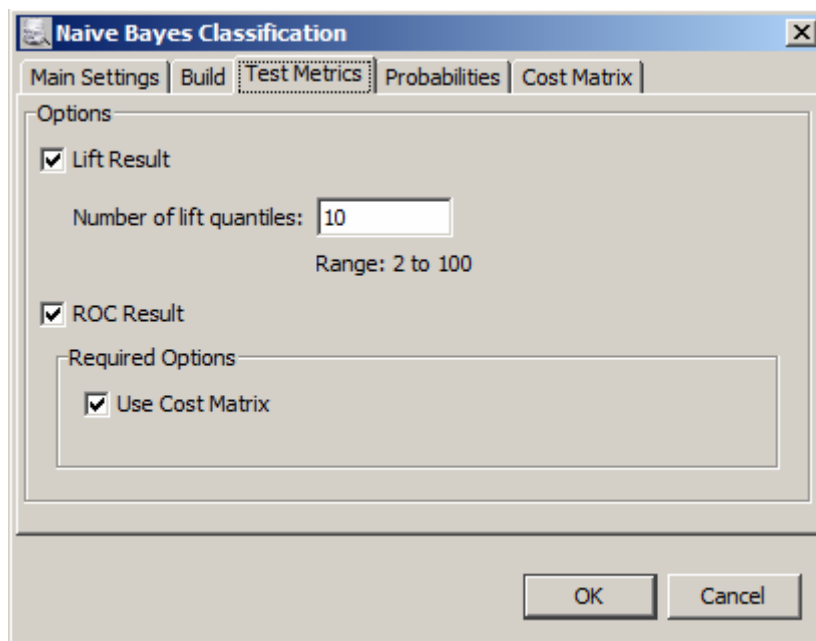 Naive Bayes Classification
Main Settings Build Test Metrics Probabilities Cost Matrix
Options
Lift Result
Number of lift quantiles: 10
Range: 2 to 100
ROC Result
Required Options
Use Cost Matrix
OK Cancel